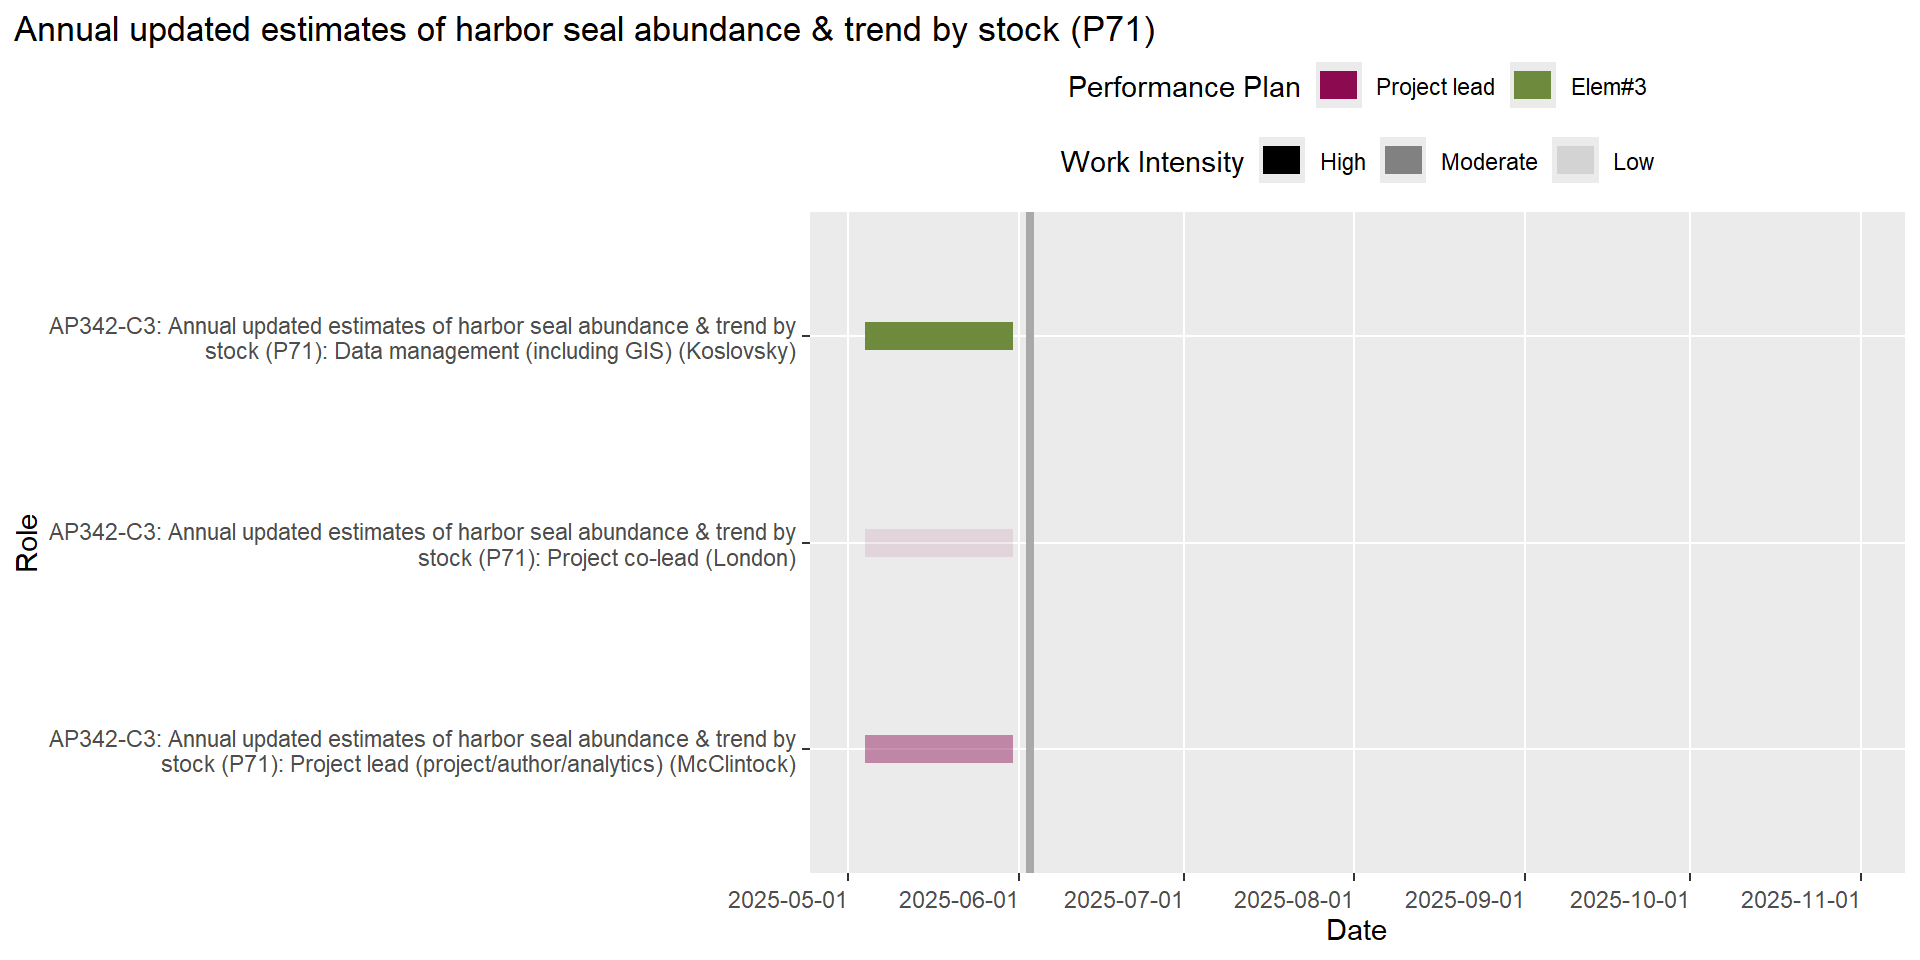 Annual updated estimates of harbor seal abundance & trend by stock (P71)
Performance Plan Project lead Elem#3
Work Intensity High Moderate Low
AP342-C3: Annual updated estimates of harbor seal abundance & trend by
stock (P71): Data management (including GIS) (Koslovsky)
Role
AP342-C3: Annual updated estimates of harbor seal abundance & trend by
stock (P71): Project co-lead (London)
AP342-C3: Annual updated estimates of harbor seal abundance & trend by
stock (P71): Project lead (project/author/analytics) (McClintock)
2025-05-01 2025-06-01 2025-07-01 2025-08-01 2025-09-01 2025-10-01 2025-11-01
Date